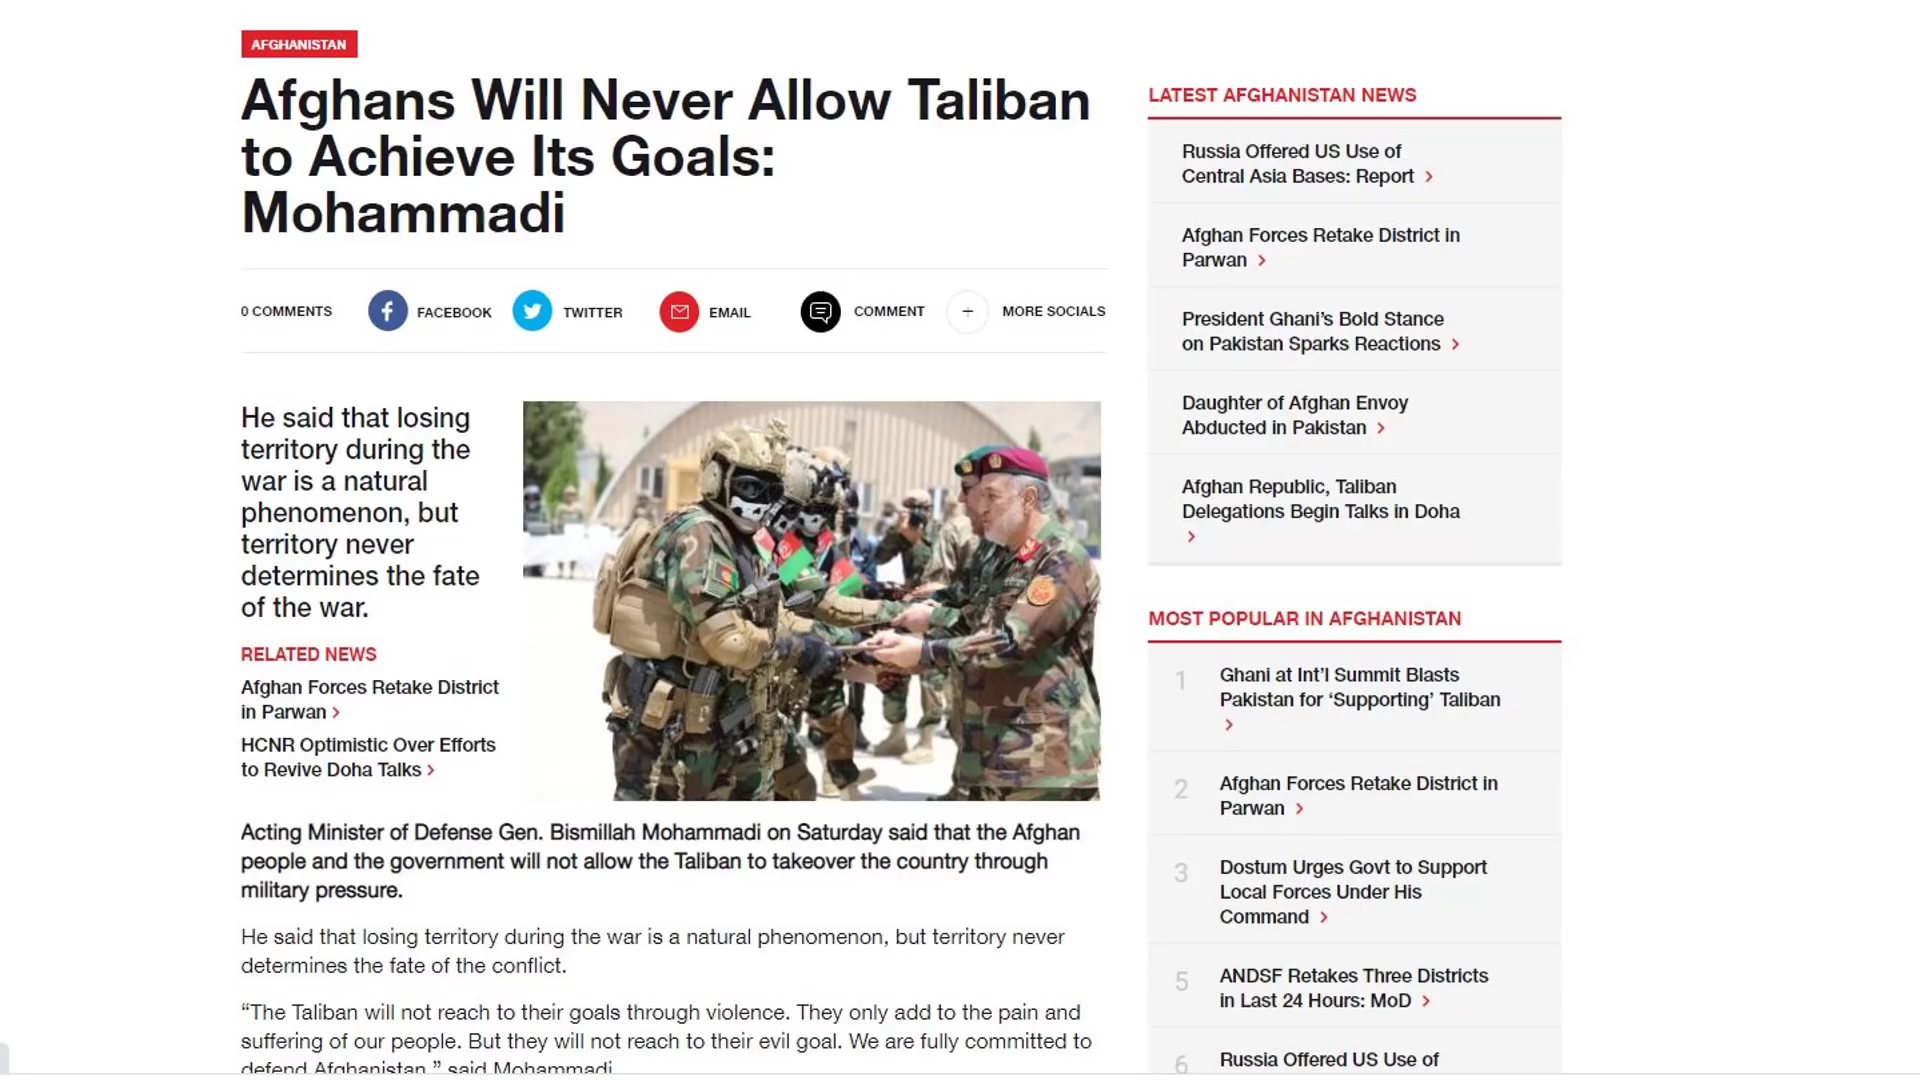 AFGHANISTAN
Afghans Will Never Allow Taliban
to Achieve Its Goals:
Mohammadi
0 COMMENTS
FACEBOOK
TWITTER
EMAIL
COMMENT
+
MORE SOCIALS
He said that losing
territory during the
war is a natural
phenomenon, but
territory never
determines the fate
of the war.
RELATED NEWS
Afghan Forces Retake District
in Parwan >
HCNR Optimistic Over Efforts
to Revive Doha Talks >
Acting Minister of Defense Gen. Bismillah Mohammadi on Saturday said that the Afghan
people and the government will not allow the Taliban to takeover the country through
military pressure.
He said that losing territory during the war is a natural phenomenon, but territory never
determines the fate of the conflict.
“The Taliban will not reach to their goals through violence. They only add to the pain and
suffering of our people. But they will not reach to their evil goal. We are fully committed to
defend Afghanistan,” said Mohammadi.
LATEST AFGHANISTAN NEWS
Russia Offered US Use of
Central Asia Bases: Report >
Afghan Forces Retake District in
Parwan >
President Ghani’s Bold Stance
on Pakistan Sparks Reactions >
Daughter of Afghan Envoy
Abducted in Pakistan >
Afghan Republic, Taliban
Delegations Begin Talks in Doha
>
MOST POPULAR IN AFGHANISTAN
1 Ghani at Int’l Summit Blasts
Pakistan for ‘Supporting’ Taliban
>
2 Afghan Forces Retake District in
Parwan >
3 Dostum Urges Govt to Support
Local Forces Under His
Command >
5 ANDSF Retakes Three Districts
in Last 24 Hours: MoD >
6 Russia Offered US Use of